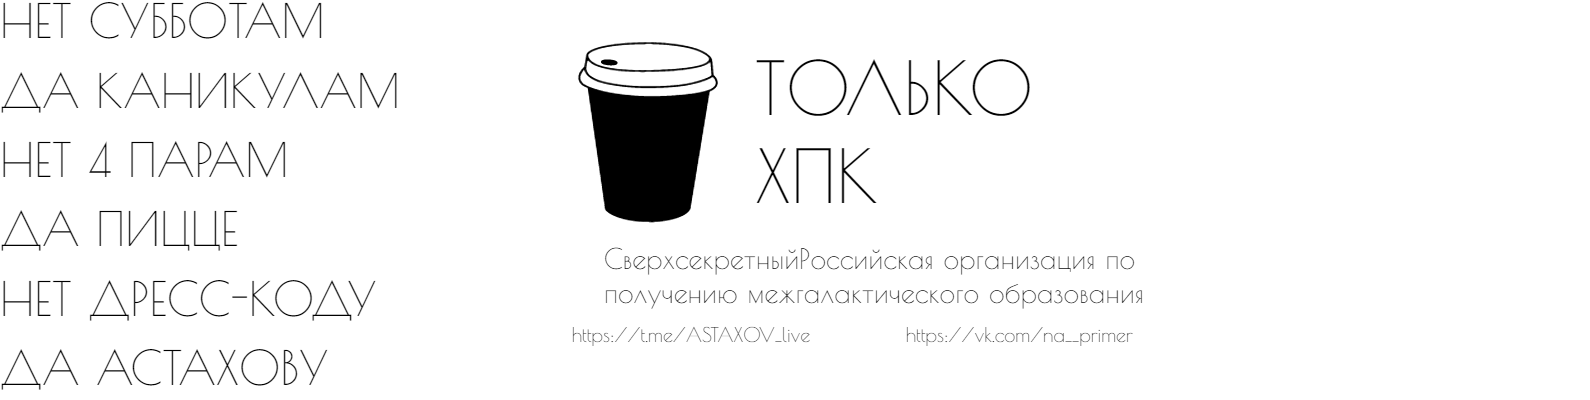 НЕТ СУББОТАМ
ДА КАНИКУЛАМ
НЕТ 4 ПАРАМ
ДА ПИЦЦЕ
НЕТ ДРЕСС-КОДУ
ДА АСТАХОВУ
ТОЛЬКО
ХПК
СверхсекретныйРоссийская организация по
получению межгалактического образования
https://t.me/ASTAXOV_live
https://vk.com/na__primer